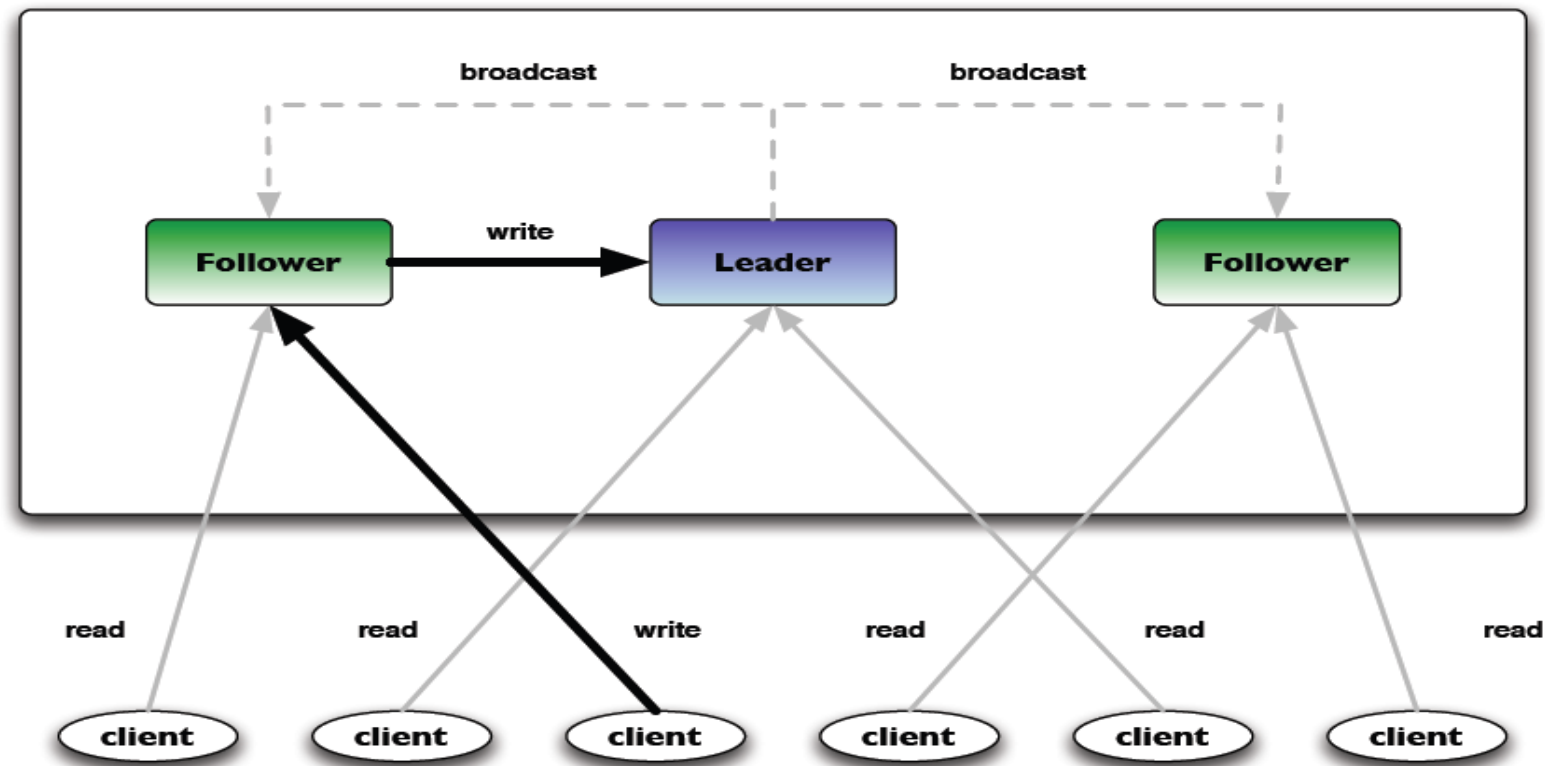 broadcast broadcast
write
Follower Leader Follower
read read write read read read
client client client client client client